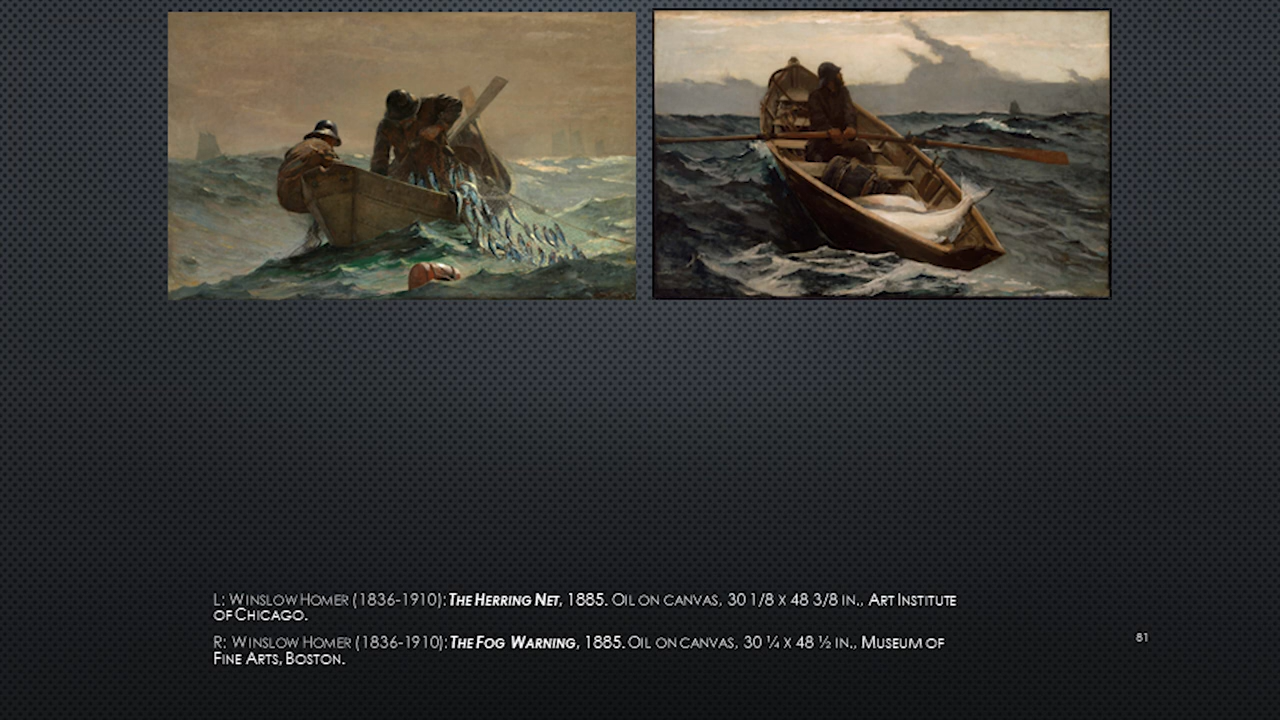 L: Winslow Homer (1836-1910): The Herring Net, 1885. Oil on canvas, 30 1/8 x 48 3/8 in., Art Institute
of Chicago.
R: Winslow Homer (1836-1910): The Fog Warning, 1885. Oil on canvas, 30 ¼ x 48 ½ in., Museum of
Fine Arts, Boston.
81